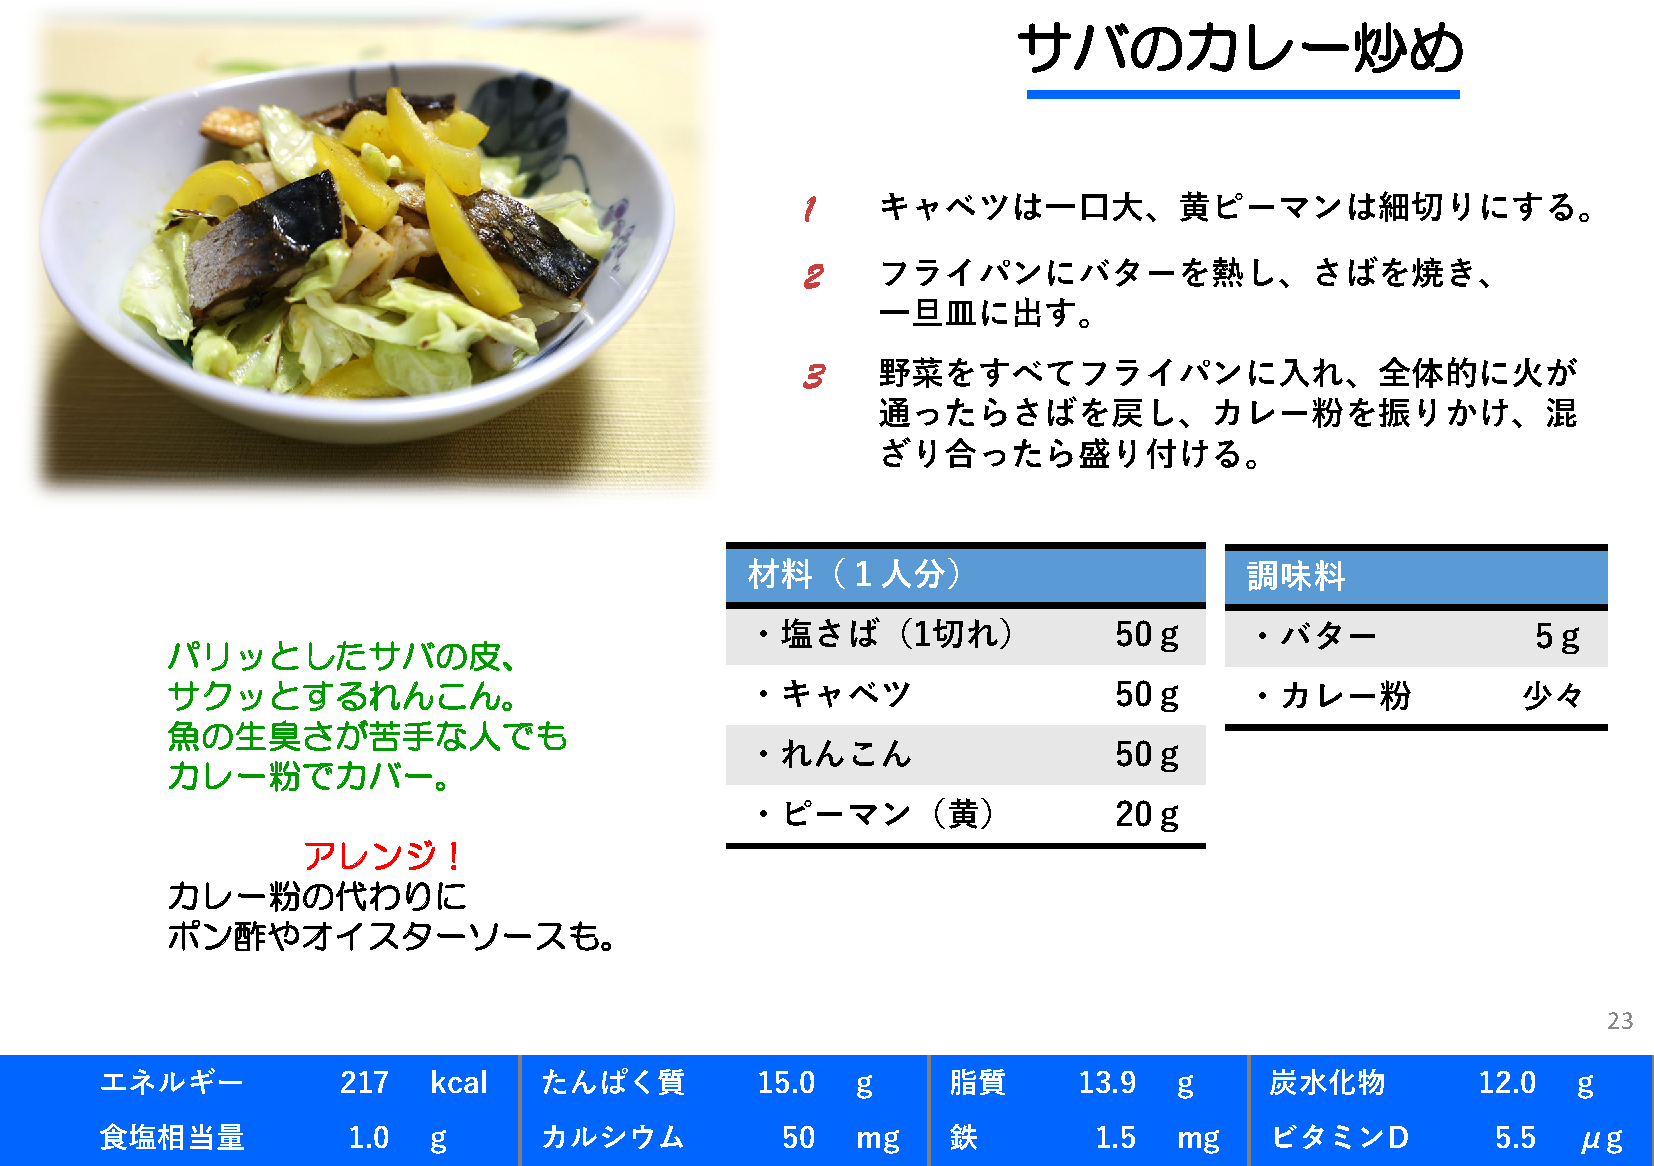 サバのカレー炒め
1 キャベツは一口大、黄ピーマンは細切りにする。
2 フライパンにバターを熱し、さばを焼き、
一旦皿に出す。
3 野菜をすべてフライパンに入れ、全体的に火が
通ったらさばを戻し、カレー粉を振りかけ、混
ざり合ったら盛り付ける。
材料（１人分）
・塩さば（1切れ） 50ｇ
・キャベツ 50ｇ
・れんこん 50ｇ
・ピーマン（黄） 20ｇ
調味料
・バター 5ｇ
・カレー粉 少々
パリッとしたサバの皮、
サクッとするれんこん。
魚の生臭さが苦手な人でも
カレー粉でカバー。
アレンジ！
カレー粉の代わりに
ポン酢やオイスターソースも。
23
エネルギー 217 kcal たんぱく質 15.0 g 脂質 13.9 g 炭水化物 12.0 g
食塩相当量 1.0 g カルシウム 50 mg 鉄 1.5 mg ビタミンD 5.5 μg